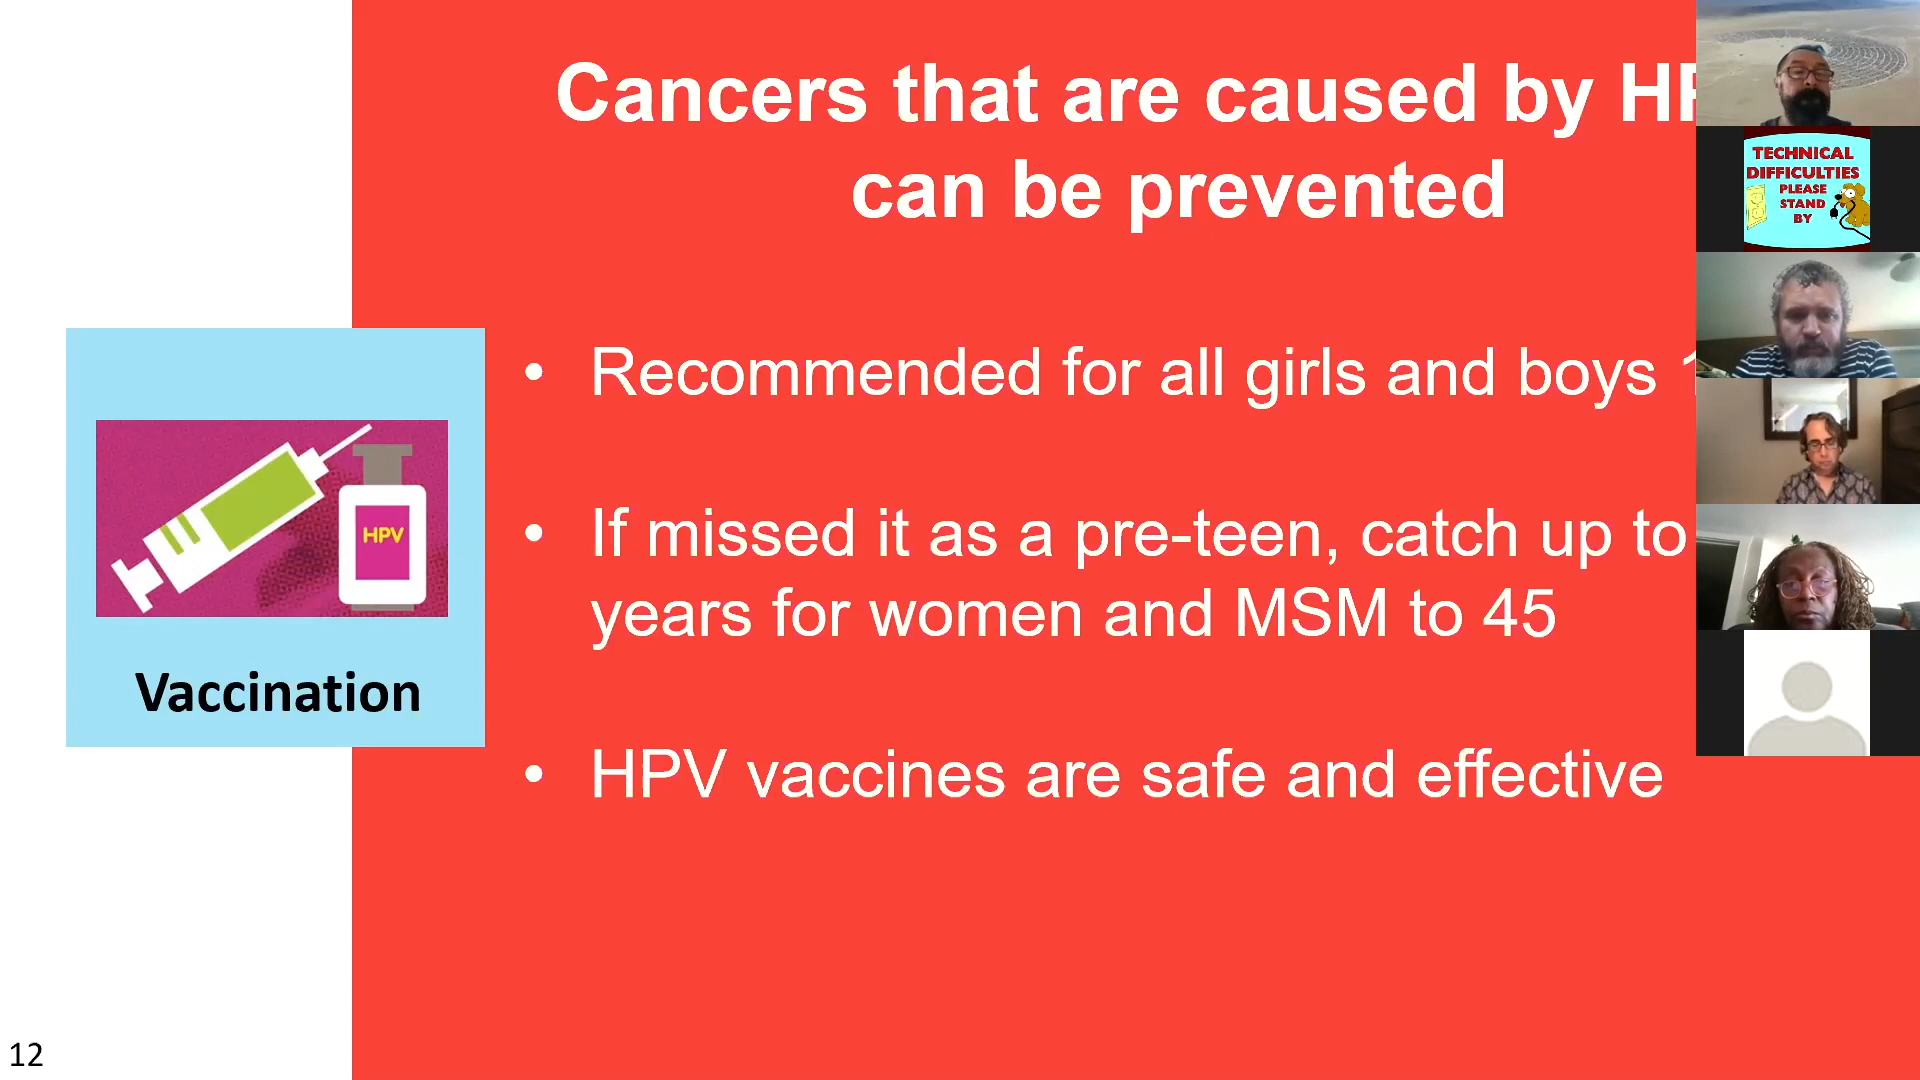 Cancers that are caused by
can be prevented
Recommended for all girls and boys
If missed it as a pre-teen, catch up to
years for women and MSM to 45
HPV vaccines are safe and effective
HPV
Vaccination
12
TECHNICAL
DIFFICULTIES
PLEASE
STAND
BY